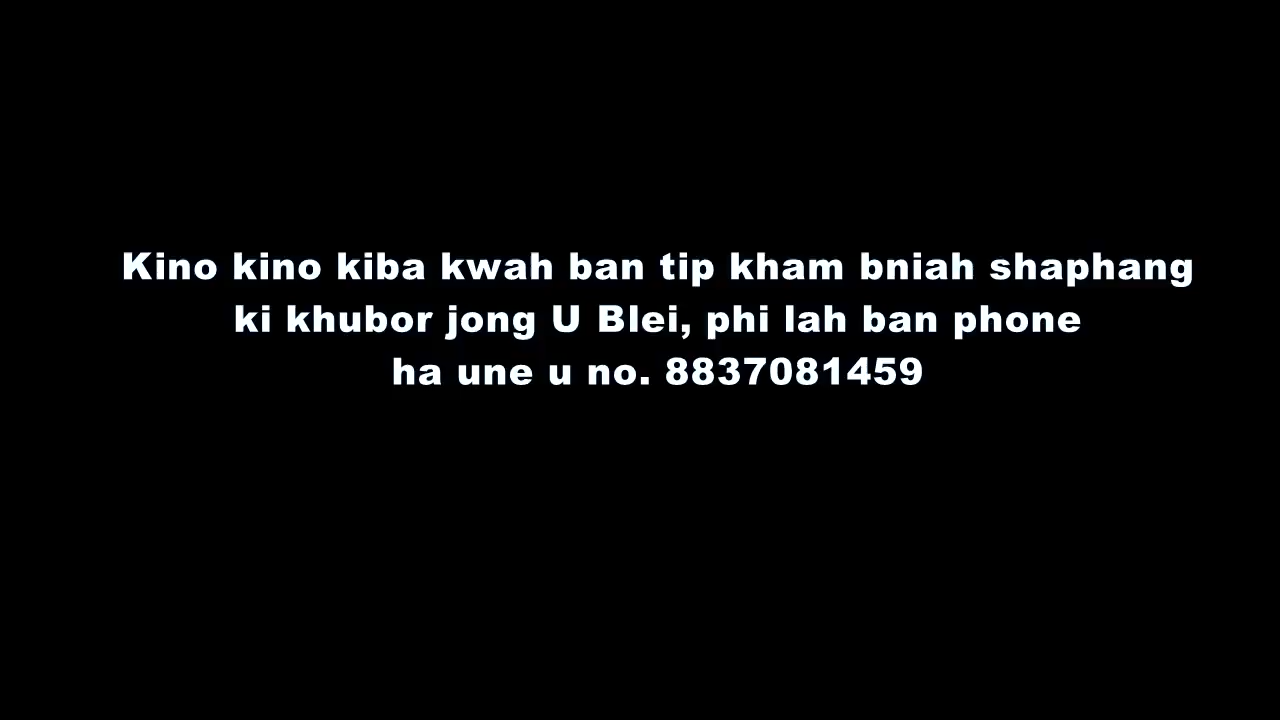 Kino kino kiba kwah ban tip kham bniah shaphang
ki khubor jong U Blei, phi lah ban phone
ha une u no. 8837081459